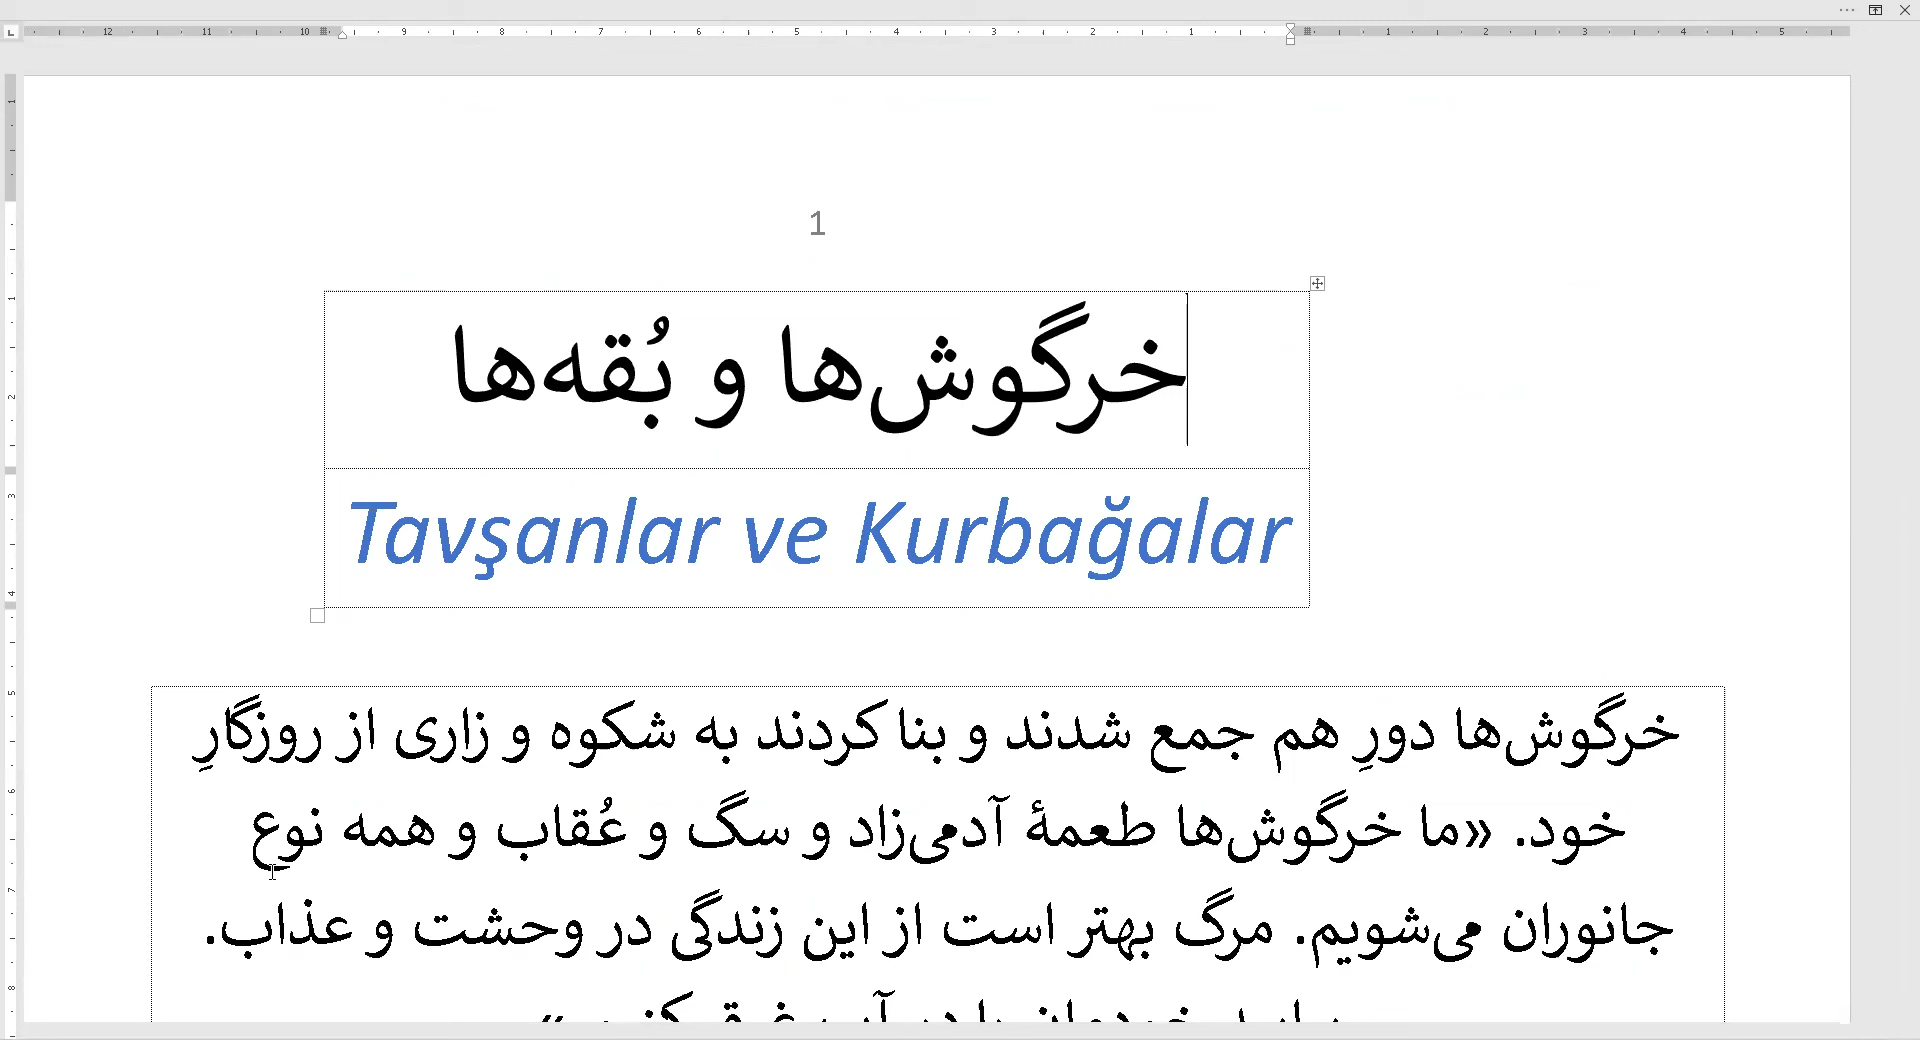 1
خرگوش‌ها و بُقه‌ها
Tavşanlar ve Kurbağalar
خرگوش‌ها دورِ هم جمع شدند و بنا کردند به شکوه و زاری از روزگارِ
خود. «ما خرگوش‌ها طعمهٔ آدمی‌زاد و سگ و عُقاب و همه نوع
جانوران می‌شویم. مرگ بهتر است از این زندگی در وحشت و عذاب.